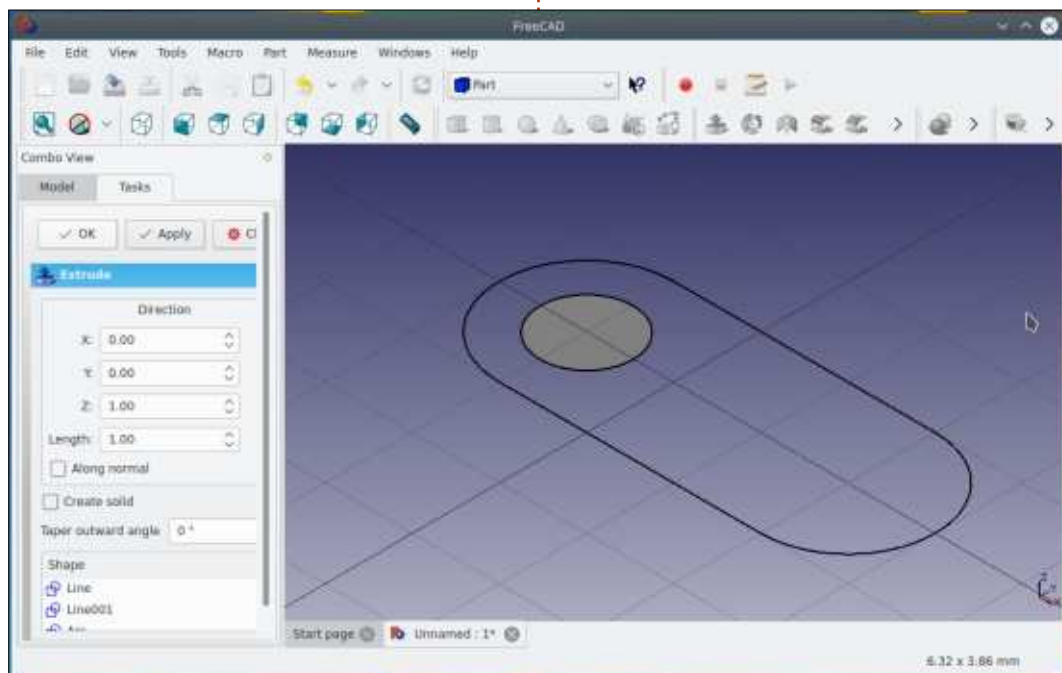 FreeCAD
File Edit View Tools Macro Part Measure Windows Help
Part
Combo View
Model Tasks
OK Apply Cl
Extrude
Direction
X: 0.00
Y: 0.00
Z: 1.00
Length: 1.00
Along normal
Create solid
Taper outward angle 0 °
Shape
Line
Line001
Start page Unnamed : 1*
6.32 x 3.86 mm